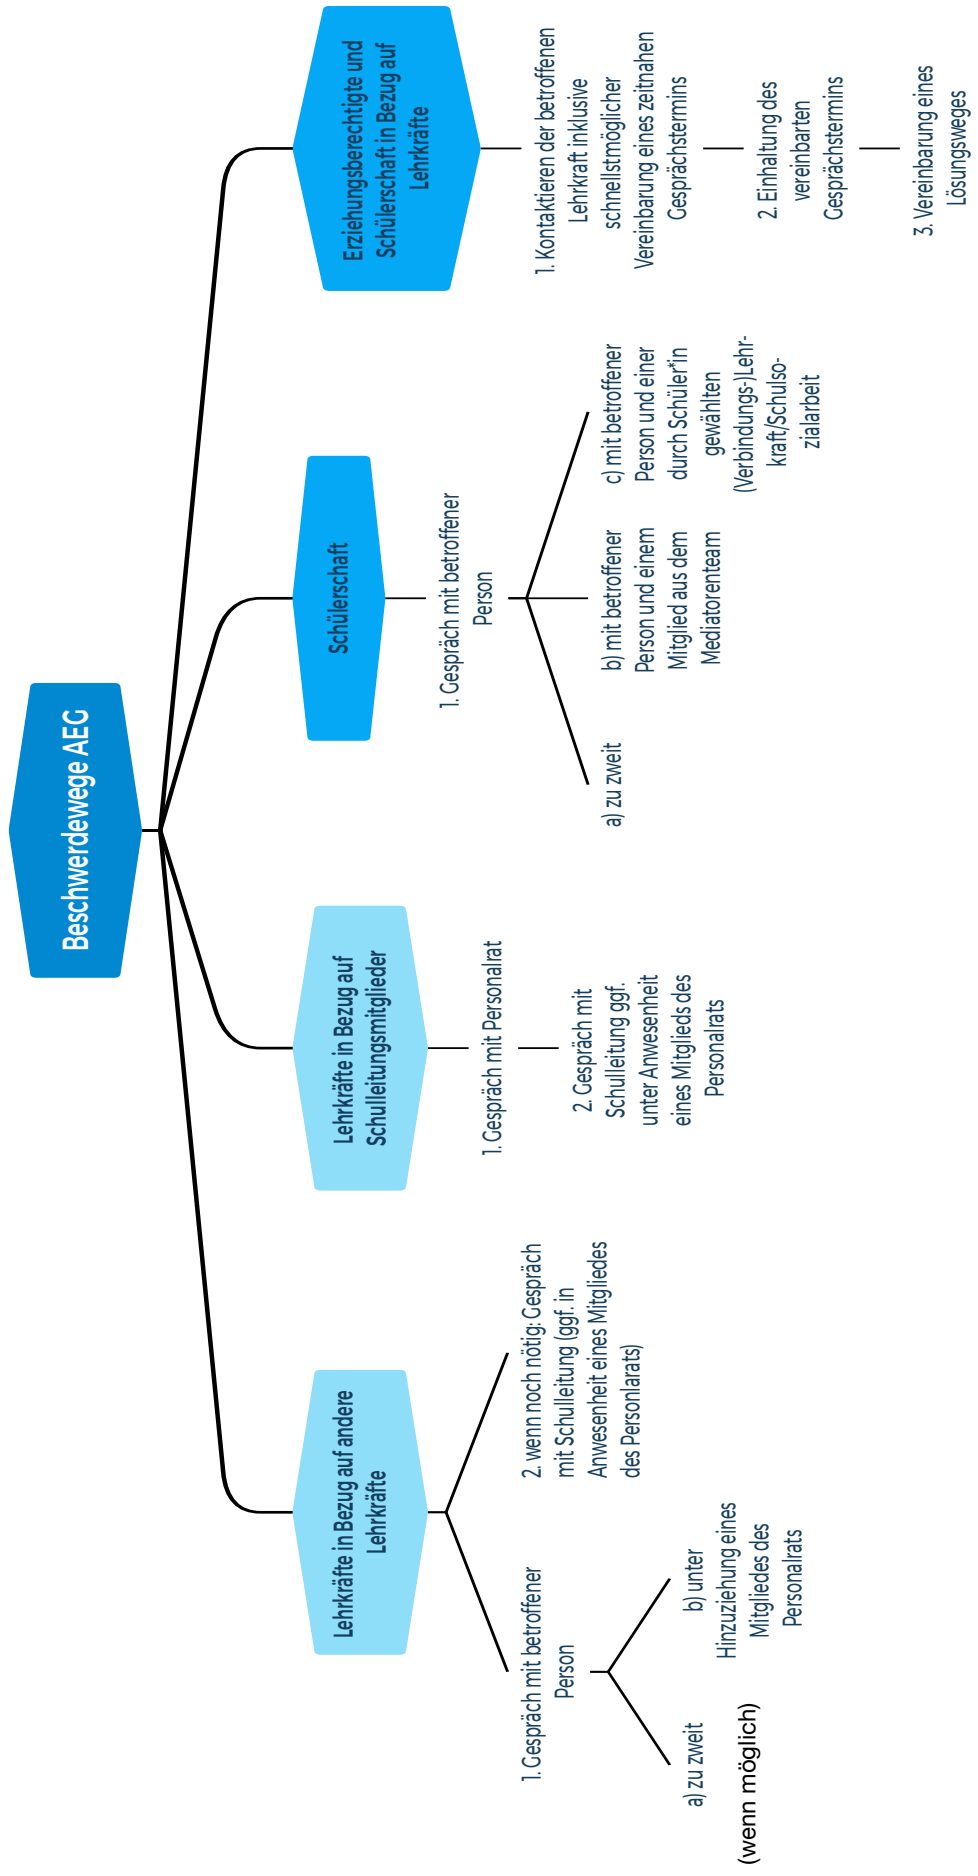 Beschwerdewege AEG
Lehrkräfte in Bezug auf andere
Lehrkräfte
1. Gespräch mit betroffener
Person
a) zu zweit
(wenn möglich)
b) unter
Hinzuziehung eines
Mitgliedes des
Personalrats
2. wenn noch nötig: Gespräch
mit Schulleitung (ggf. in
Anwesenheit eines Mitgliedes
des Personlarats)
Lehrkräfte in Bezug auf
Schulleitungsmitglieder
1. Gespräch mit Personalrat
2. Gespräch mit
Schulleitung ggf.
unter Anwesenheit
eines Mitglieds des
Personalrats
Schülerschaft
1. Gespräch mit betroffener
Person
a) zu zweit
b) mit betroffener
Person und einem
Mitglied aus dem
Mediatorenteam
c) mit betroffener
Person und einer
durch Schüler*in
gewählten
(Verbindungs-)Lehr-
kraft/Schulso-
zialarbeit
Erziehungsberechtigte und
Schülerschaft in Bezug auf
Lehrkräfte
1. Kontaktieren der betroffenen
Lehrkraft inklusive
schnellstmöglicher
Vereinbarung eines zeitnahen
Gesprächstermins
2. Einhaltung des
vereinbarten
Gesprächstermins
3. Vereinbarung eines
Lösungsweges